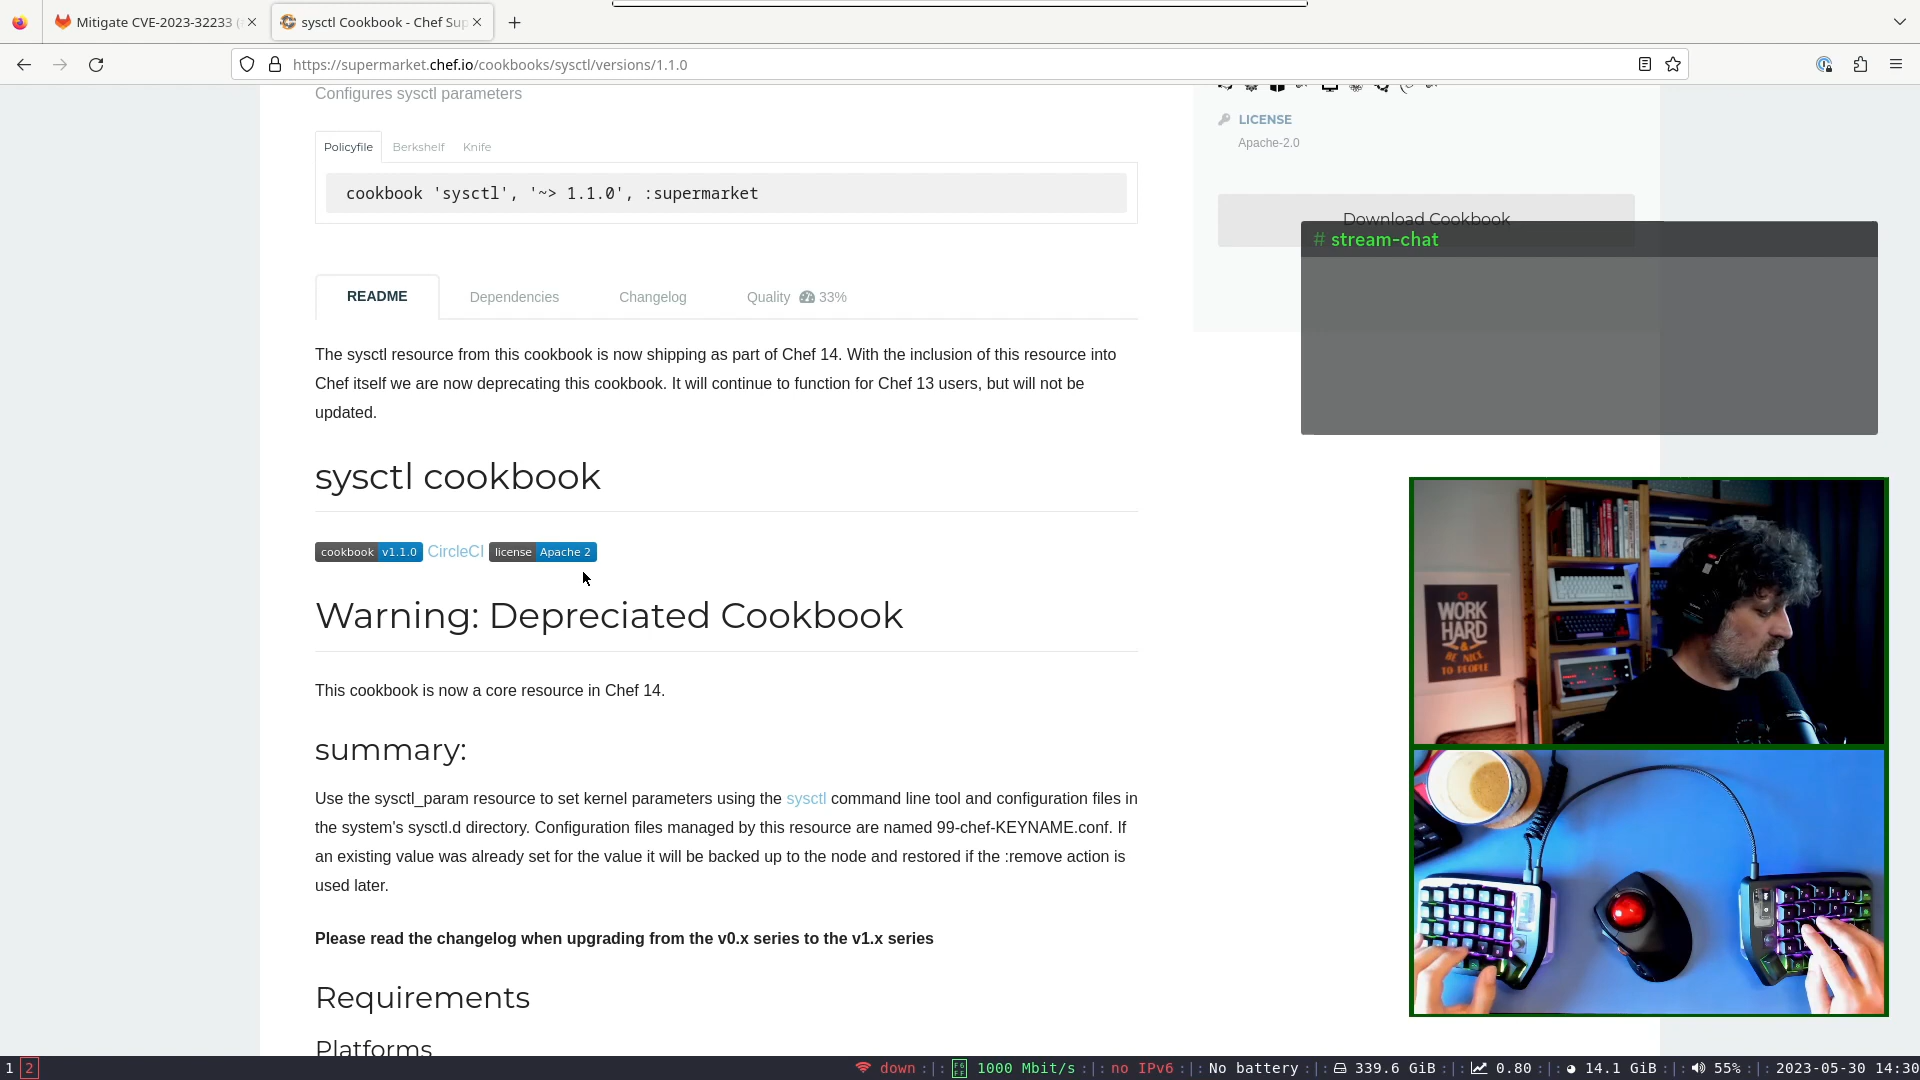 Mitigate CVE-2023-32233 (
sysctl Cookbook - Chef Sup
https://supermarket.chef.io/cookbooks/sysctl/versions/1.1.0
Configures sysctl parameters
Policyfile Berkshelf Knife
cookbook 'sysctl', '~> 1.1.0', :supermarket
LICENSE
Apache-2.0
Download Cookbook
# stream-chat
README Dependencies Changelog Quality 33%
The sysctl resource from this cookbook is now shipping as part of Chef 14. With the inclusion of this resource into
Chef itself we are now deprecating this cookbook. It will continue to function for Chef 13 users, but will not be
updated.
sysctl cookbook
cookbook v1.1.0 CircleCI license Apache 2
Warning: Depreciated Cookbook
This cookbook is now a core resource in Chef 14.
summary:
Use the sysctl_param resource to set kernel parameters using the sysctl command line tool and configuration files in
the system's sysctl.d directory. Configuration files managed by this resource are named 99-chef-KEYNAME.conf. If
an existing value was already set for the value it will be backed up to the node and restored if the :remove action is
used later.
Please read the changelog when upgrading from the v0.x series to the v1.x series
Requirements
Platforms
WORK
HARD
&
BE NICE
TO PEOPLE
1 2
down :|: 1000 Mbit/s :|: no IPv6 :|: No battery :|: 339.6 GiB :|: 0.80 :|: 14.1 GiB :|: 55% :|: 2023-05-30 14:30